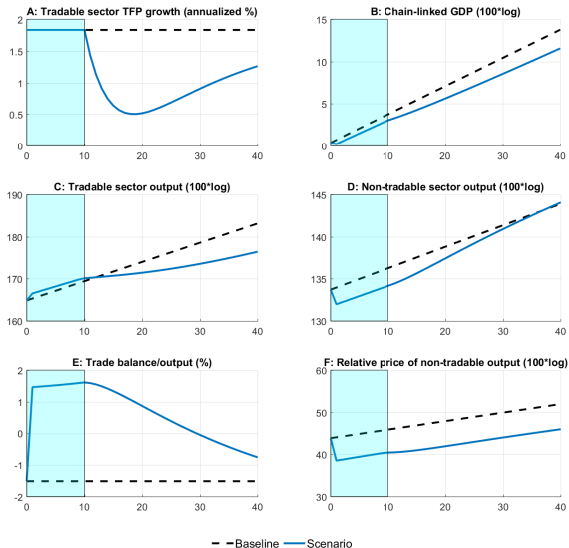 A: Tradable sector TFP growth (annualized %)
2
1.5
1
0.5
0
0 10 20 30 40
B: Chain-linked GDP (100*log)
15
10
5
0
0 10 20 30 40
C: Tradable sector output (100*log)
190
180
170
160
0 10 20 30 40
D: Non-tradable sector output (100*log)
145
140
135
130
0 10 20 30 40
E: Trade balance/output (%)
2
1
0
-1
-2
0 10 20 30 40
F: Relative price of non-tradable output (100*log)
60
50
40
30
0 10 20 30 40
Baseline Scenario